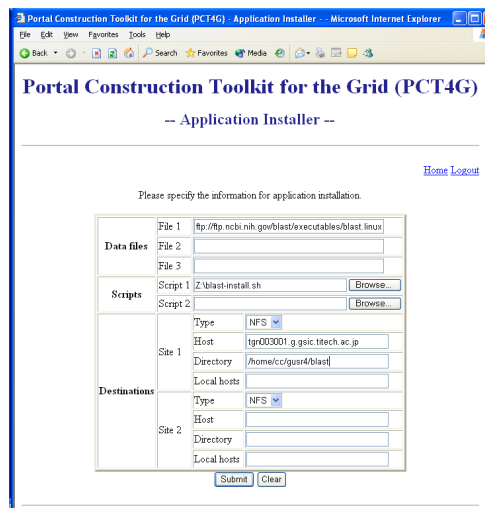 Portal Construction Toolkit for the Grid (PCT4G) - Application Installer - - Microsoft Internet Explorer
File Edit View Favorites Tools Help
Back Search Favorites Media
Portal Construction Toolkit for the Grid (PCT4G)
-- Application Installer --
Home Logout
Please specify the information for application installation.
Data files
File 1 ftp://ftp.ncbi.nih.gov/blast/executables/blast.linux
File 2
File 3
Scripts
Script 1 Z:\blast-install.sh Browse...
Script 2 Browse...
Destinations
Site 1
Type NFS
Host tgn003001.g.gsic.titech.ac.jp
Directory /home/cc/gusr4/blast
Local hosts
Site 2
Type NFS
Host
Directory
Local hosts
Submit Clear